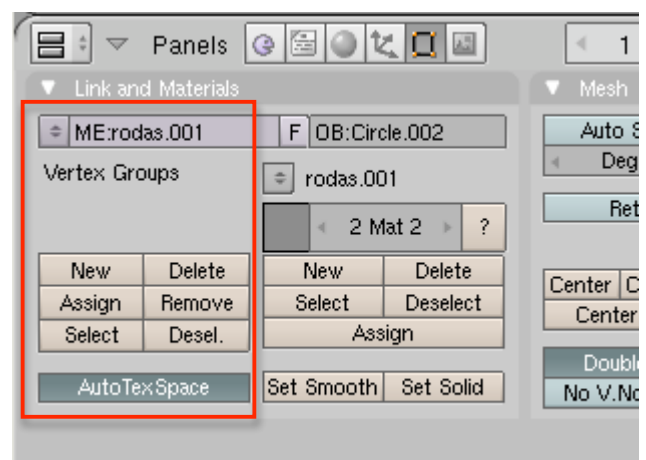 Panels 1
Link and Materials Mesh
ME:rodas.001 F OB:Circle.002 Auto
Vertex Groups rodas.001
2 Mat 2 ?
New Delete New Delete Center
Assign Remove Select Deselect Center
Select Desel. Assign
AutoTexSpace Set Smooth Set Solid No